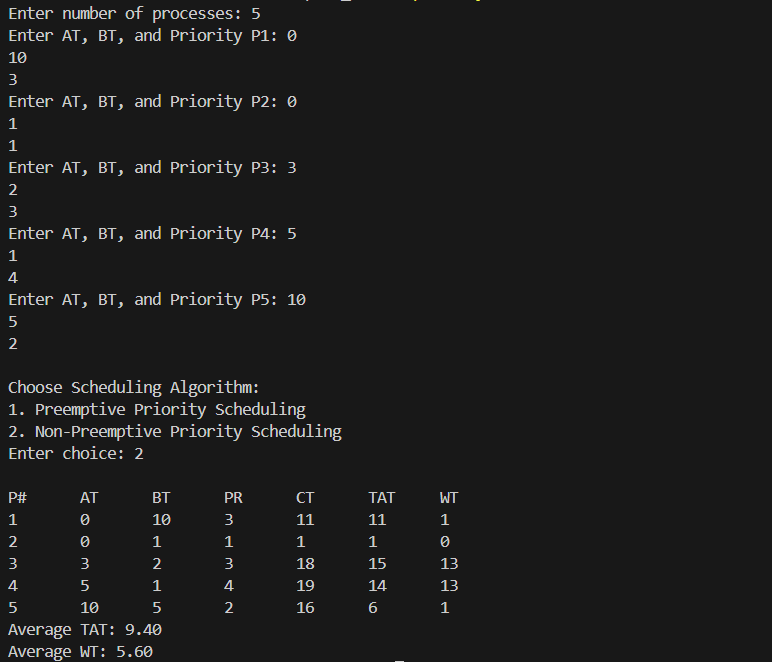 Enter number of processes: 5
Enter AT, BT, and Priority P1: 0
10
3
Enter AT, BT, and Priority P2: 0
1
1
Enter AT, BT, and Priority P3: 3
2
3
Enter AT, BT, and Priority P4: 5
1
4
Enter AT, BT, and Priority P5: 10
5
2
Choose Scheduling Algorithm:
1. Preemptive Priority Scheduling
2. Non-Preemptive Priority Scheduling
Enter choice: 2
P# AT BT PR CT TAT WT
1 0 10 3 11 11 1
2 0 1 1 1 1 0
3 3 2 3 18 15 13
4 5 1 4 19 14 13
5 10 5 2 16 6 1
Average TAT: 9.40
Average WT: 5.60